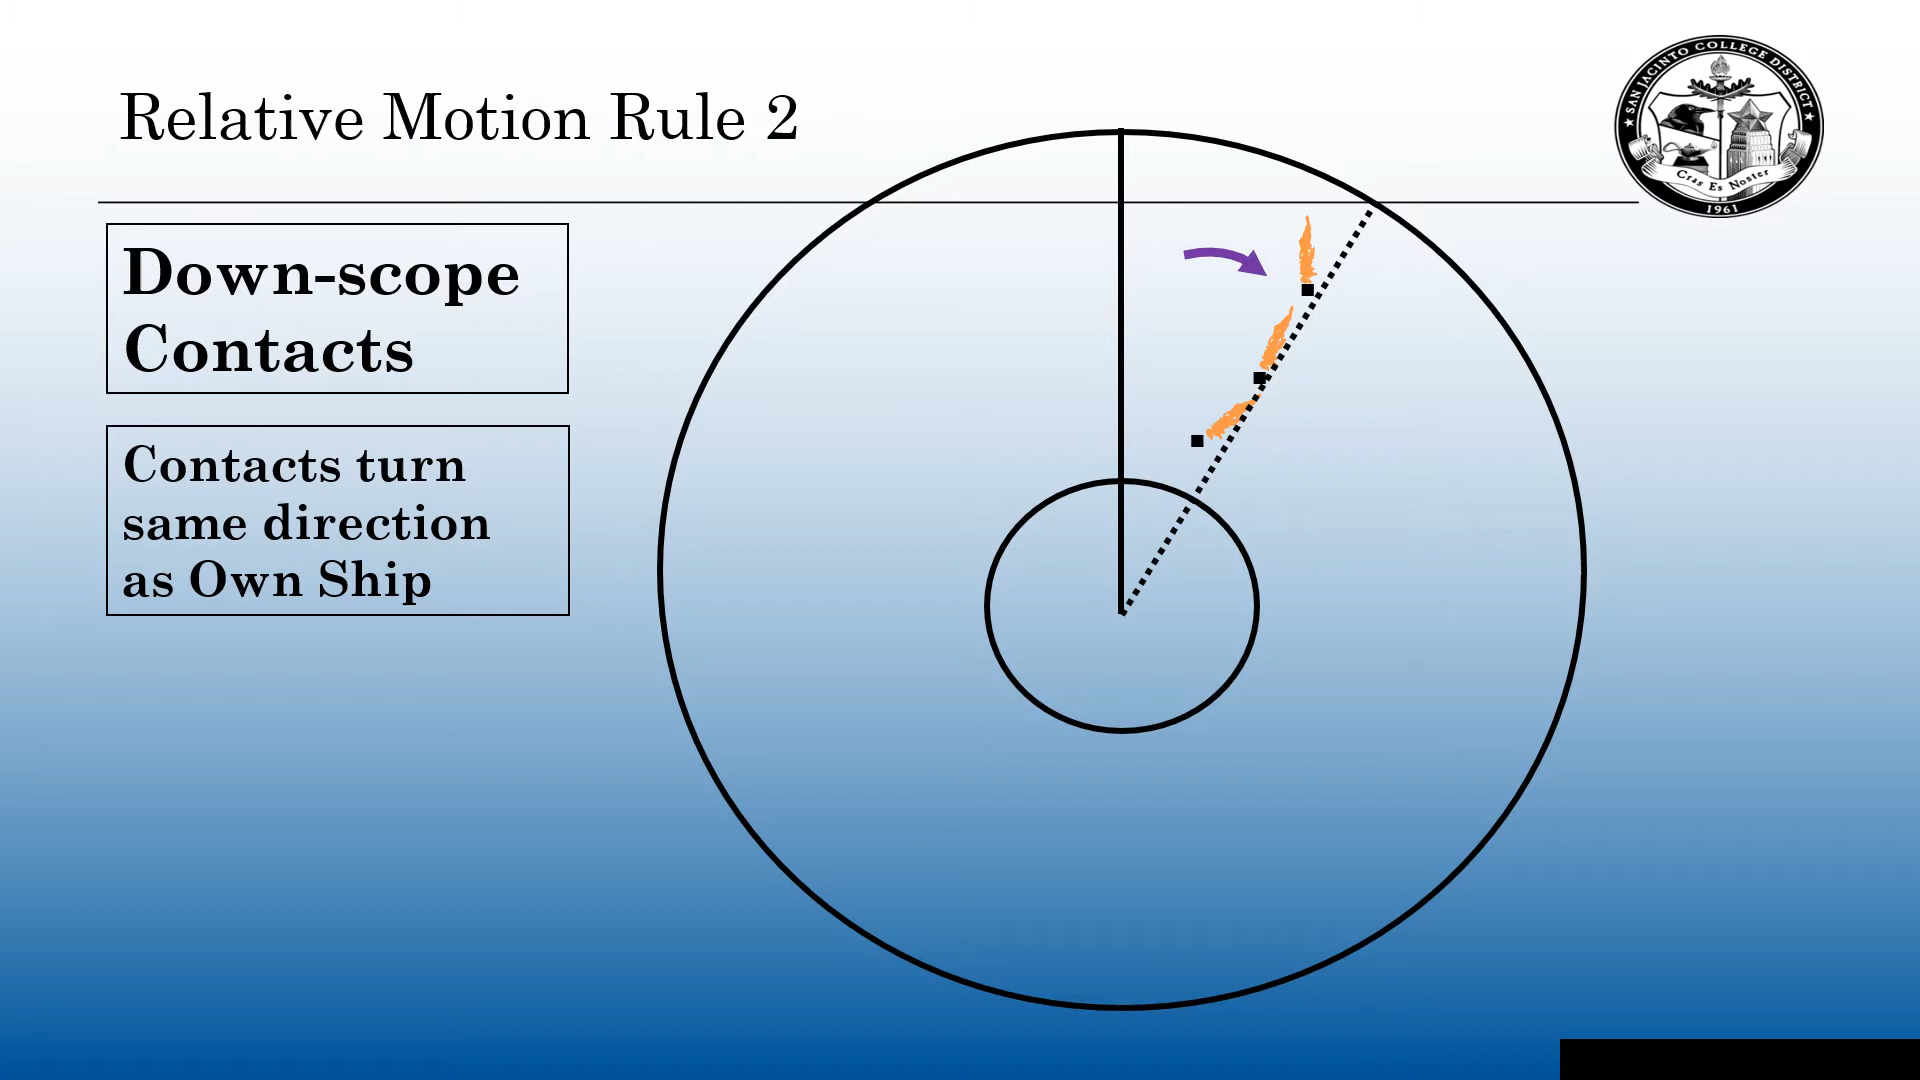 Relative Motion Rule 2
SAN JACINTO COLLEGE DISTRICT
Cras Es Noster
1961
Down-scope
Contacts
Contacts turn
same direction
as Own Ship